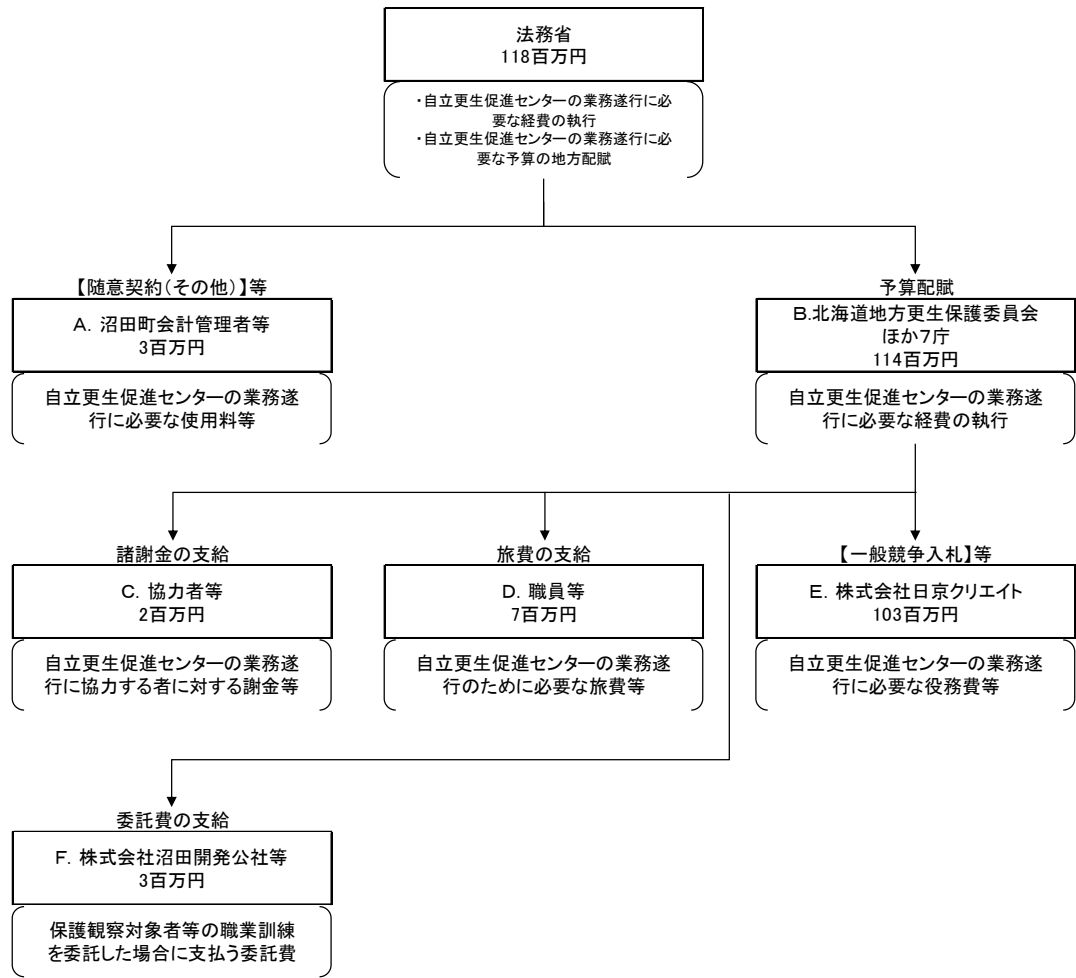 法務省
118百万円
・自立更生促進センターの業務遂行に必
要な経費の執行
・自立更生促進センターの業務遂行に必
要な予算の地方配賦
【随意契約(その他)】等
A. 沼田町会計管理者等
3百万円
自立更生促進センターの業務遂
行に必要な使用料等
予算配賦
B.北海道地方更生保護委員会
ほか7庁
114百万円
自立更生促進センターの業務遂
行に必要な経費の執行
諸謝金の支給
C. 協力者等
2百万円
自立更生促進センターの業務遂
行に協力する者に対する謝金等
旅費の支給
D. 職員等
7百万円
自立更生促進センターの業務遂
行のために必要な旅費等
【一般競争入札】等
E. 株式会社日京クリエイト
103百万円
自立更生促進センターの業務遂
行に必要な役務費等
委託費の支給
F. 株式会社沼田開発公社等
3百万円
保護観察対象者等の職業訓練
を委託した場合に支払う委託費